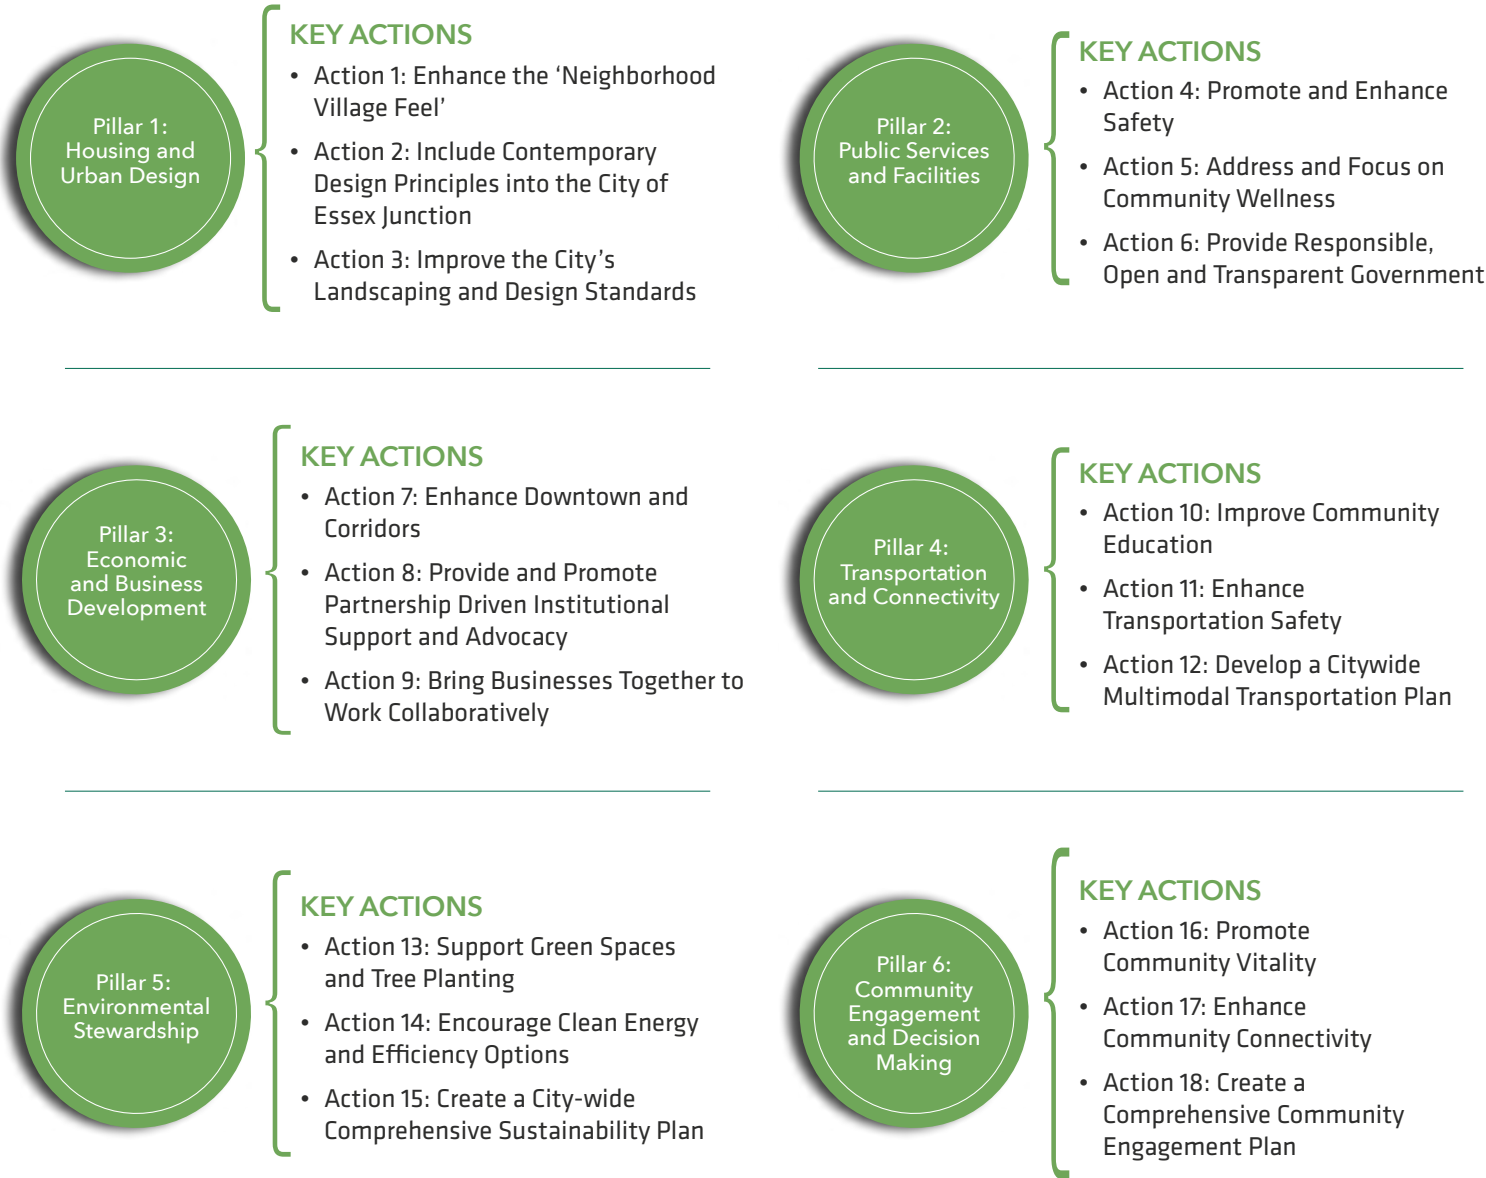 Pillar 1:
Housing and
Urban Design
KEY ACTIONS
• Action 1: Enhance the ‘Neighborhood
Village Feel’
• Action 2: Include Contemporary
Design Principles into the City of
Essex Junction
• Action 3: Improve the City’s
Landscaping and Design Standards
Pillar 2:
Public Services
and Facilities
KEY ACTIONS
• Action 4: Promote and Enhance
Safety
• Action 5: Address and Focus on
Community Wellness
• Action 6: Provide Responsible,
Open and Transparent Government
Pillar 3:
Economic
and Business
Development
KEY ACTIONS
• Action 7: Enhance Downtown and
Corridors
• Action 8: Provide and Promote
Partnership Driven Institutional
Support and Advocacy
• Action 9: Bring Businesses Together to
Work Collaboratively
Pillar 4:
Transportation
and Connectivity
KEY ACTIONS
• Action 10: Improve Community
Education
• Action 11: Enhance
Transportation Safety
• Action 12: Develop a Citywide
Multimodal Transportation Plan
Pillar 5:
Environmental
Stewardship
KEY ACTIONS
• Action 13: Support Green Spaces
and Tree Planting
• Action 14: Encourage Clean Energy
and Efficiency Options
• Action 15: Create a City-wide
Comprehensive Sustainability Plan
Pillar 6:
Community
Engagement
and Decision
Making
KEY ACTIONS
• Action 16: Promote
Community Vitality
• Action 17: Enhance
Community Connectivity
• Action 18: Create a
Comprehensive Community
Engagement Plan